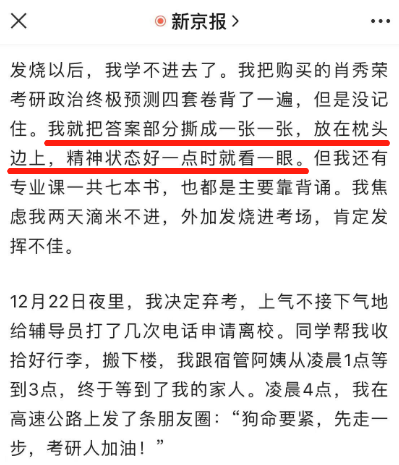 新京报
发烧以后，我学不进去了。我把购买的肖秀荣
考研政治终极预测四套卷背了一遍，但是没记
住。我就把答案部分撕成一张一张，放在枕头
边上，精神状态好一点时就看一眼。但我还有
专业课一共七本书，也都是主要靠背诵。我焦
虑我两天滴米不进，外加发烧进考场，肯定发
挥不佳。
12月22日夜里，我决定弃考，上气不接下气地
给辅导员打了几次电话申请离校。同学帮我收
拾好行李，搬下楼，我跟宿管阿姨从凌晨1点等
到3点，终于等到了我的家人。凌晨4点，我在
高速公路上发了条朋友圈：“狗命要紧，先走一
步，考研人加油！”